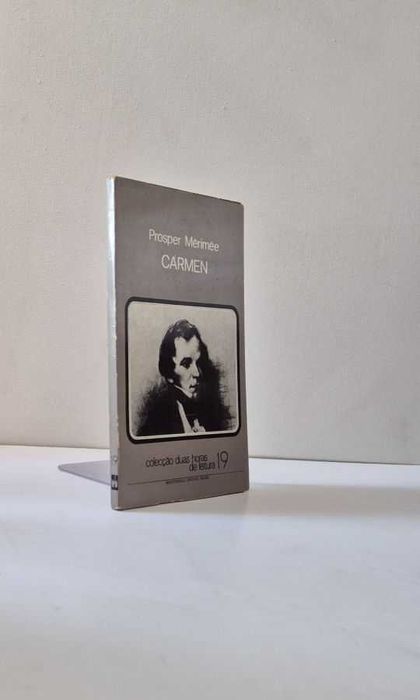 Prosper Mérimée
CARMEN
colecção duas horas
de leitura 19